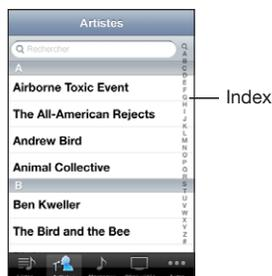 Artistes
Rechercher
A
Airborne Toxic Event
The All-American Rejects
Andrew Bird
Animal Collective
B
Ben Kweller
The Bird and the Bee
A
B
C
D
E
F
G
H
I
J
K
L
M
N
O
P
Q
R
S
T
U
V
W
X
Y
Z
#
Index